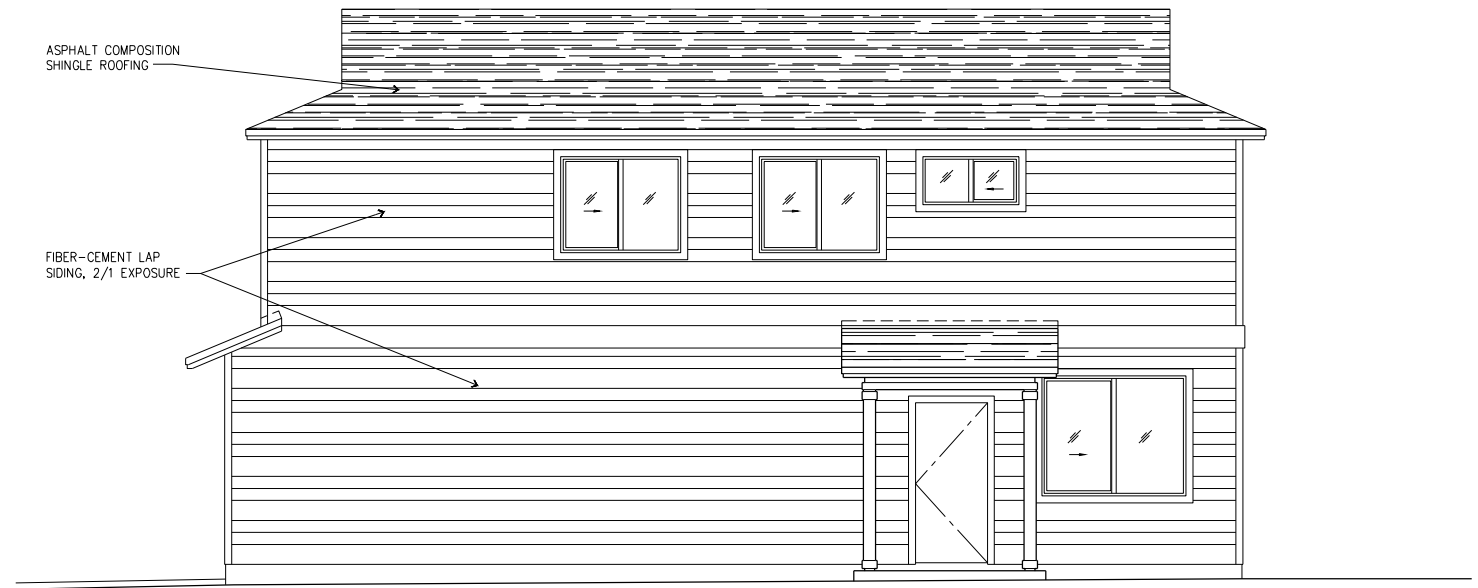 ASPHALT COMPOSITION
SHINGLE ROOFING
FIBER-CEMENT LAP
SIDING, 2/1 EXPOSURE